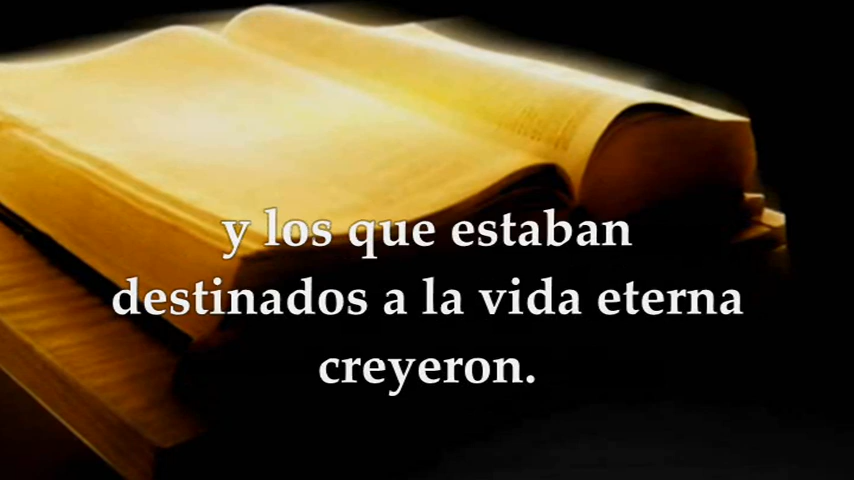 y los que estaban
destinados a la vida eterna
creyeron.